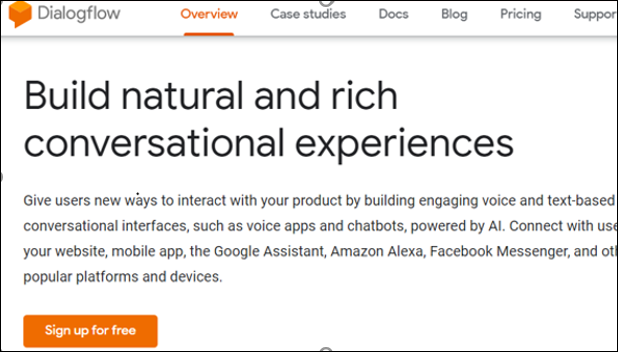 Dialogflow Overview Case studies Docs Blog Pricing Suppor
Build natural and rich
conversational experiences
Give users new ways to interact with your product by building engaging voice and text-based
conversational interfaces, such as voice apps and chatbots, powered by AI. Connect with use
your website, mobile app, the Google Assistant, Amazon Alexa, Facebook Messenger, and oth
popular platforms and devices.
Sign up for free